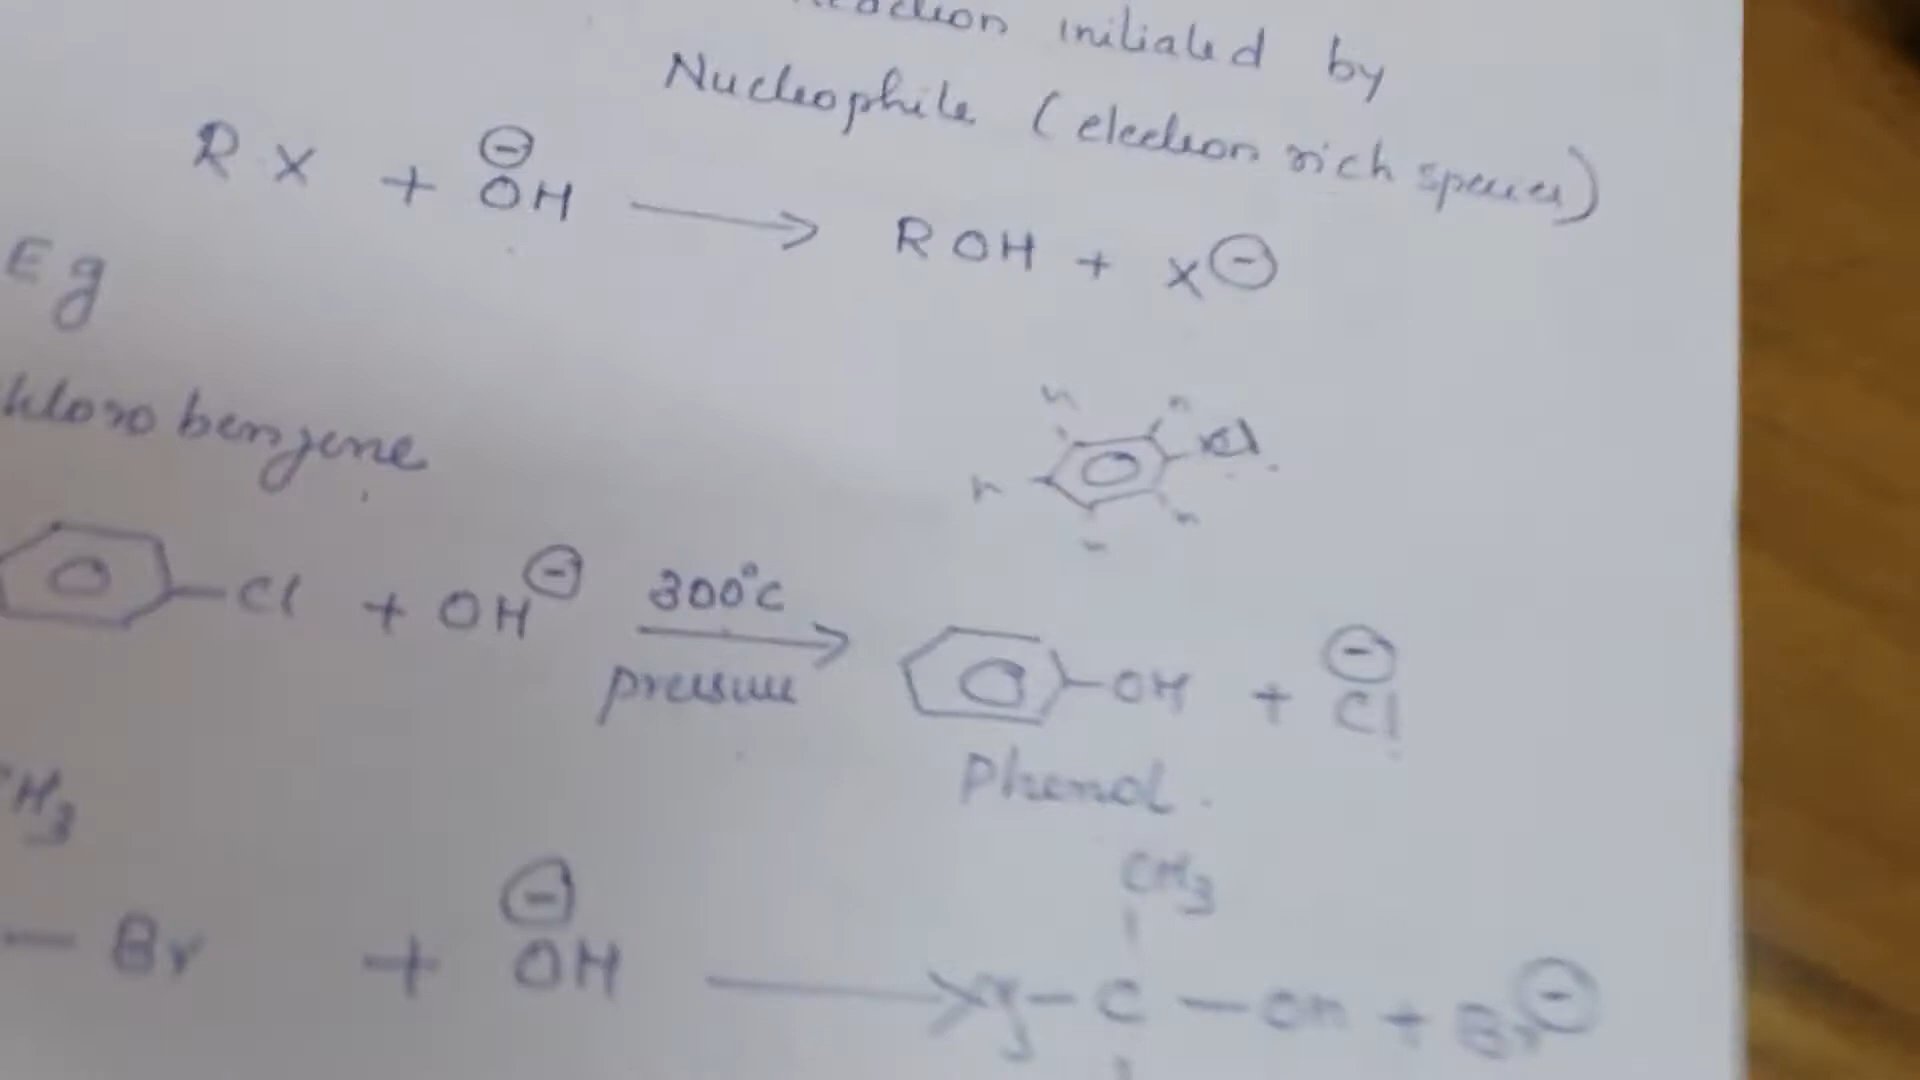 initiated by
Nucleophile (electron rich species)
R X + ⊖OH → ROH + X⊖
Eg
benzene
Cl
Cl + OH⊖ 300°C pressure → OH + Cl⊖
Phenol.
CH3
— Br + ⊖OH → — C — OH + Br⊖